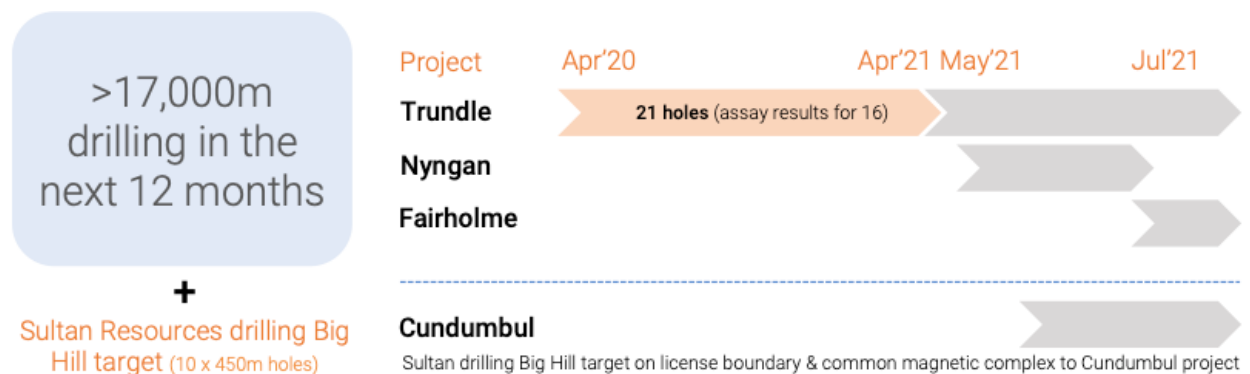 >17,000m
drilling in the
next 12 months
+
Sultan Resources drilling Big
Hill target (10 x 450m holes)
Project Apr'20 Apr'21 May'21 Jul'21
Trundle 21 holes (assay results for 16)
Nyngan
Fairholme
Cundumbul
Sultan drilling Big Hill target on license boundary & common magnetic complex to Cundumbul project